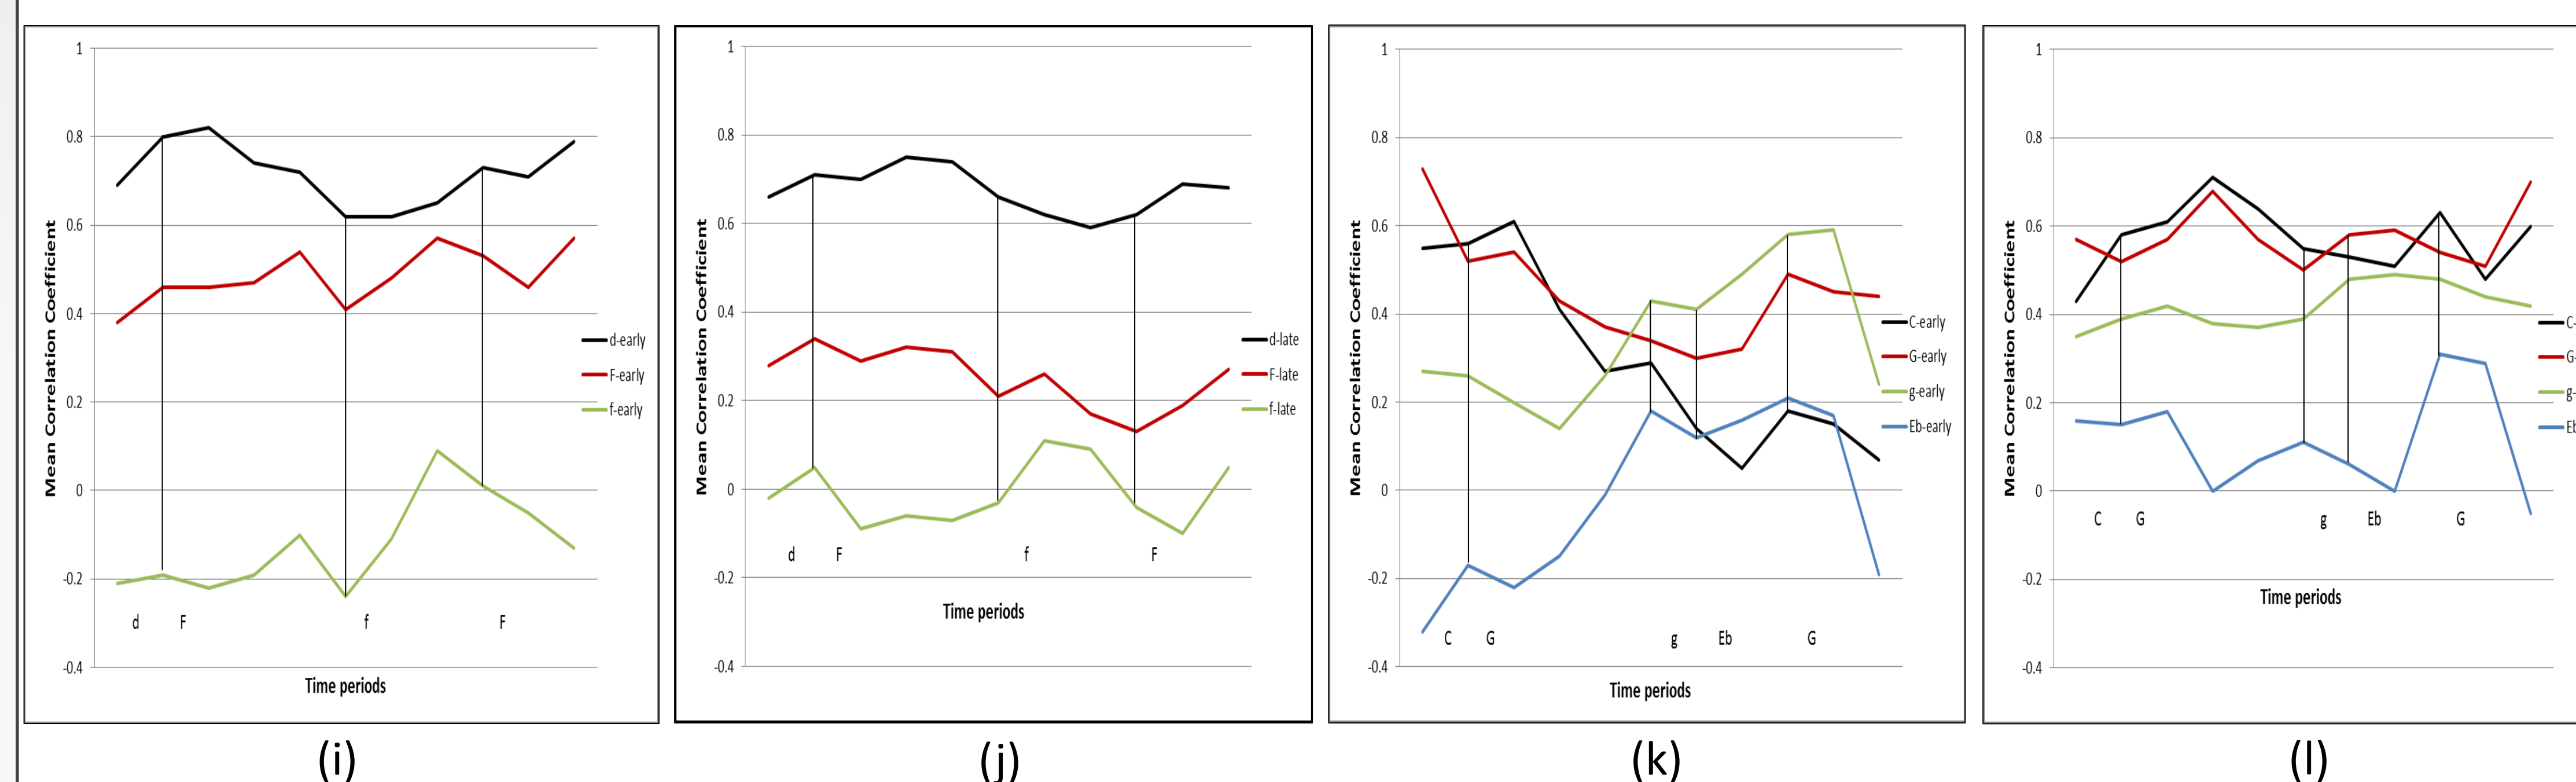 1
0.8
0.6
0.4
0.2
0
-0.2
-0.4
Mean Correlation Coefficient
d F f F
Time periods
d-early
F-early
f-early
(i)
1
0.8
0.6
0.4
0.2
0
-0.2
-0.4
Mean Correlation Coefficient
d F f F
Time periods
d-late
F-late
f-late
(j)
1
0.8
0.6
0.4
0.2
0
-0.2
-0.4
Mean Correlation Coefficient
C G g Eb G
Time periods
C-early
G-early
g-early
Eb-early
(k)
1
0.8
0.6
0.4
0.2
0
-0.2
-0.4
Mean Correlation Coefficient
C G g Eb G
Time periods
C-
G-
g-
(l)